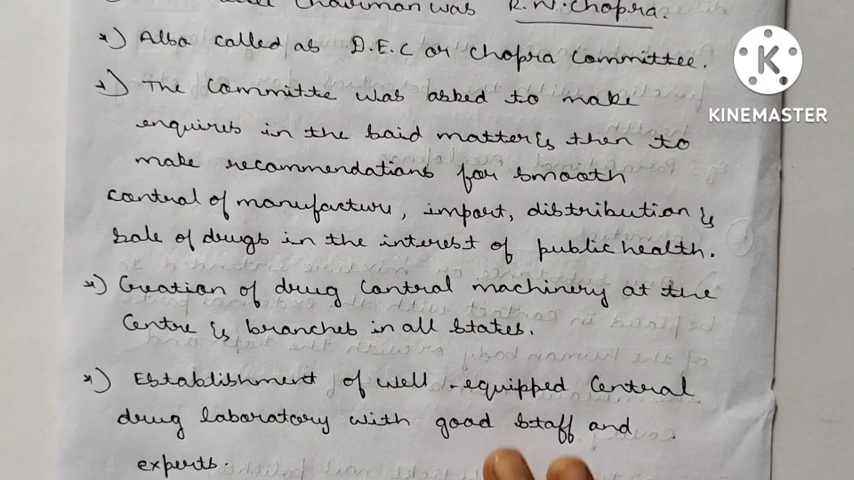 Chairman was R.N. Chopra.
*) Also called as D.E.C or Chopra Committee.
*) The Committe was asked to make
enquires in the said matter & then to
make recommendations for smooth
control of manufacture, import, distribution &
sale of drugs in the interest of public health.
*) Creation of drug control machinery at the
Centre & branches in all states.
*) Establishment of well-equipped Central
drug laboratory with good staff and
experts.
K
KINEMASTER